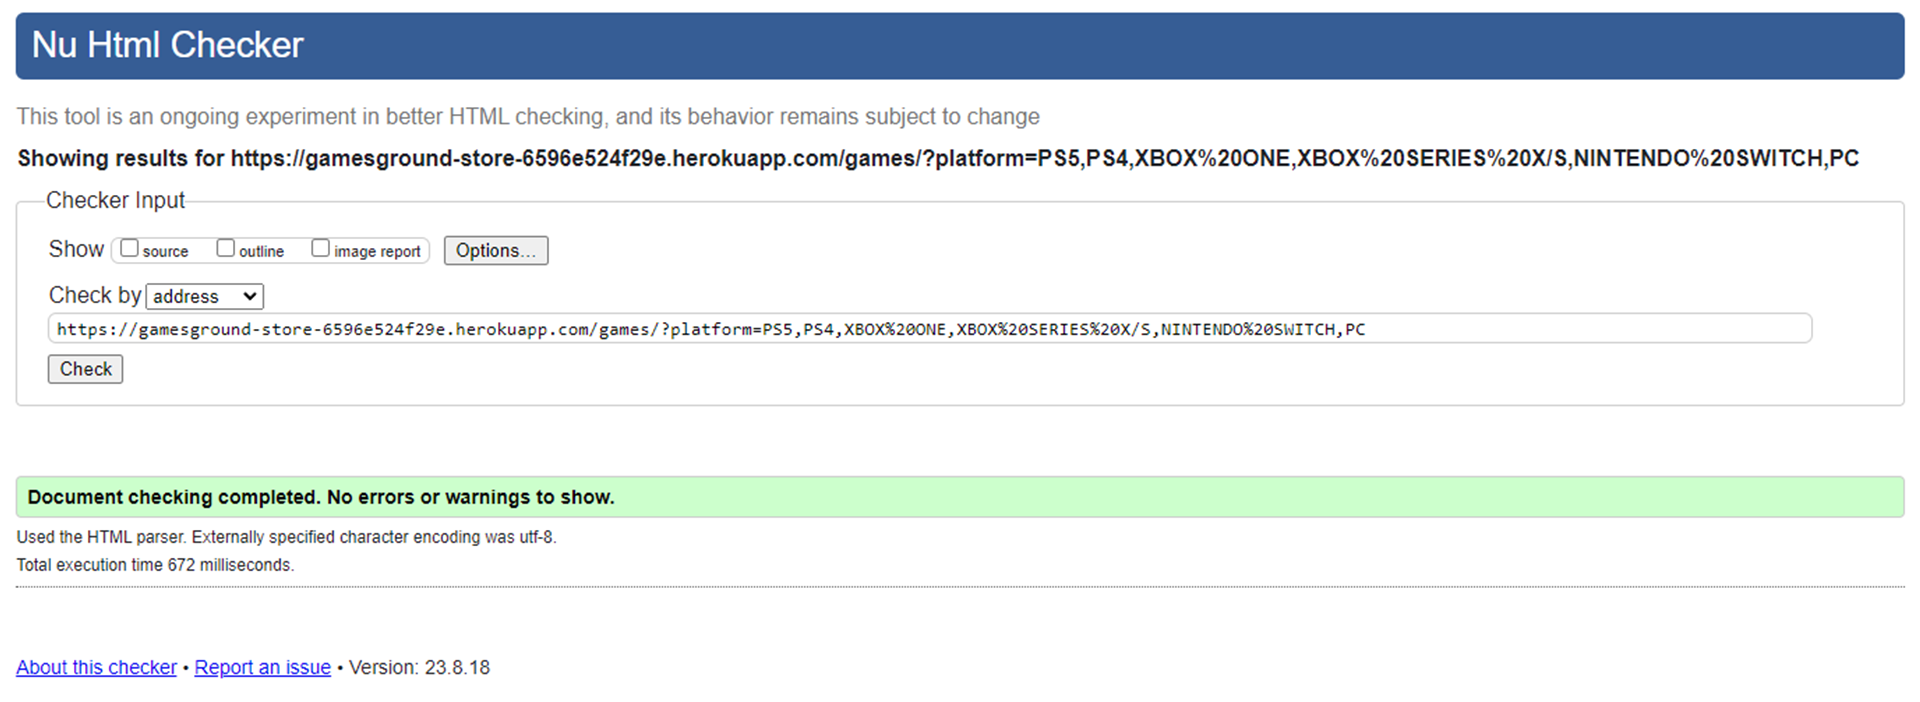 Nu Html Checker
This tool is an ongoing experiment in better HTML checking, and its behavior remains subject to change
Showing results for https://gamesground-store-6596e524f29e.herokuapp.com/games/?platform=PS5,PS4,XBOX%20ONE,XBOX%20SERIES%20X/S,NINTENDO%20SWITCH,PC
Checker Input
Show source outline image report Options...
Check by address
https://gamesground-store-6596e524f29e.herokuapp.com/games/?platform=PS5,PS4,XBOX%20ONE,XBOX%20SERIES%20X/S,NINTENDO%20SWITCH,PC
Check
Document checking completed. No errors or warnings to show.
Used the HTML parser. Externally specified character encoding was utf-8.
Total execution time 672 milliseconds.
About this checker • Report an issue • Version: 23.8.18